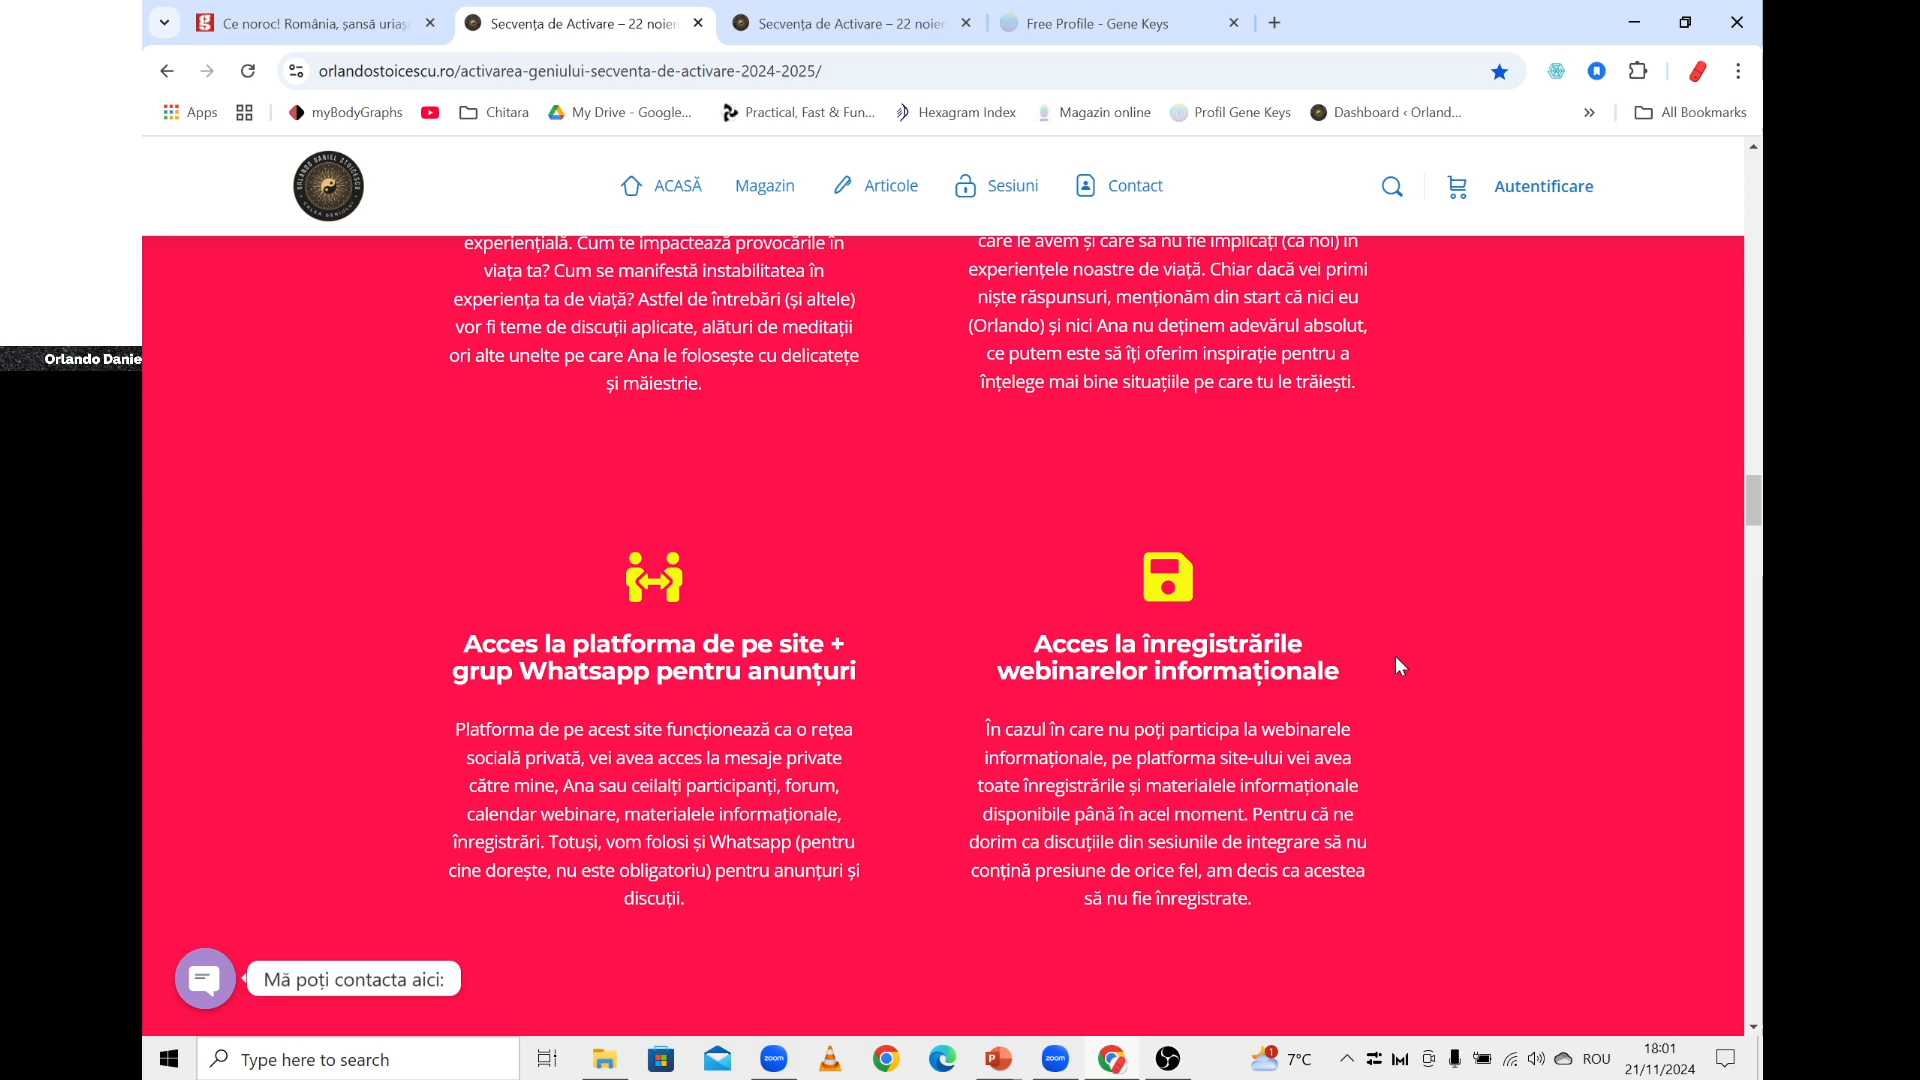 Ce noroc! România, șansă uriașă
Secvența de Activare – 22 noien
Secvența de Activare – 22 noien
Free Profile - Gene Keys
orlandostoicescu.ro/activarea-geniului-secventa-de-activare-2024-2025/
Apps
myBodyGraphs
Chitara
My Drive - Google...
Practical, Fast & Fun...
Hexagram Index
Magazin online
Profil Gene Keys
Dashboard ‹ Orland...
»
All Bookmarks
ORLANDO DANIEL STOICESCU
CALEA GENIULUI
ACASĂ
Magazin
Articole
Sesiuni
Contact
Autentificare
experiențială. Cum te impactează provocările în
viața ta? Cum se manifestă instabilitatea în
experiența ta de viață? Astfel de întrebări (și altele)
vor fi teme de discuții aplicate, alături de meditații
ori alte unelte pe care Ana le folosește cu delicatețe
și măiestrie.
care le avem și care să nu fie implicați (ca noi) în
experiențele noastre de viață. Chiar dacă vei primi
niște răspunsuri, menționăm din start că nici eu
(Orlando) și nici Ana nu deținem adevărul absolut,
ce putem este să îți oferim inspirație pentru a
înțelege mai bine situațiile pe care tu le trăiești.
Orlando Danie
Acces la platforma de pe site +
grup Whatsapp pentru anunțuri
Platforma de pe acest site funcționează ca o rețea
socială privată, vei avea acces la mesaje private
către mine, Ana sau ceilalți participanți, forum,
calendar webinare, materialele informaționale,
înregistrări. Totuși, vom folosi și Whatsapp (pentru
cine dorește, nu este obligatoriu) pentru anunțuri și
discuții.
Acces la înregistrările
webinarelor informaționale
În cazul în care nu poți participa la webinarele
informaționale, pe platforma site-ului vei avea
toate înregistrările și materialele informaționale
disponibile până în acel moment. Pentru că ne
dorim ca discuțiile din sesiunile de integrare să nu
conțină presiune de orice fel, am decis ca acestea
să nu fie înregistrate.
Mă poți contacta aici:
Type here to search
zoom
zoom
1
7°C
ROU
18:01
21/11/2024